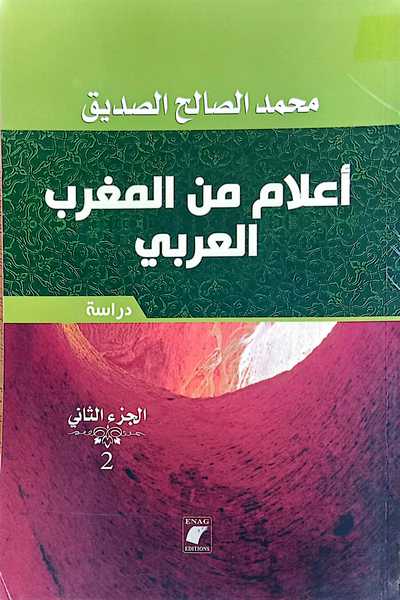 محمد الصالح الصديق
أعلام من المغرب
العربي
دراسة
الجزء الثاني
2
ENAG
EDITIONS